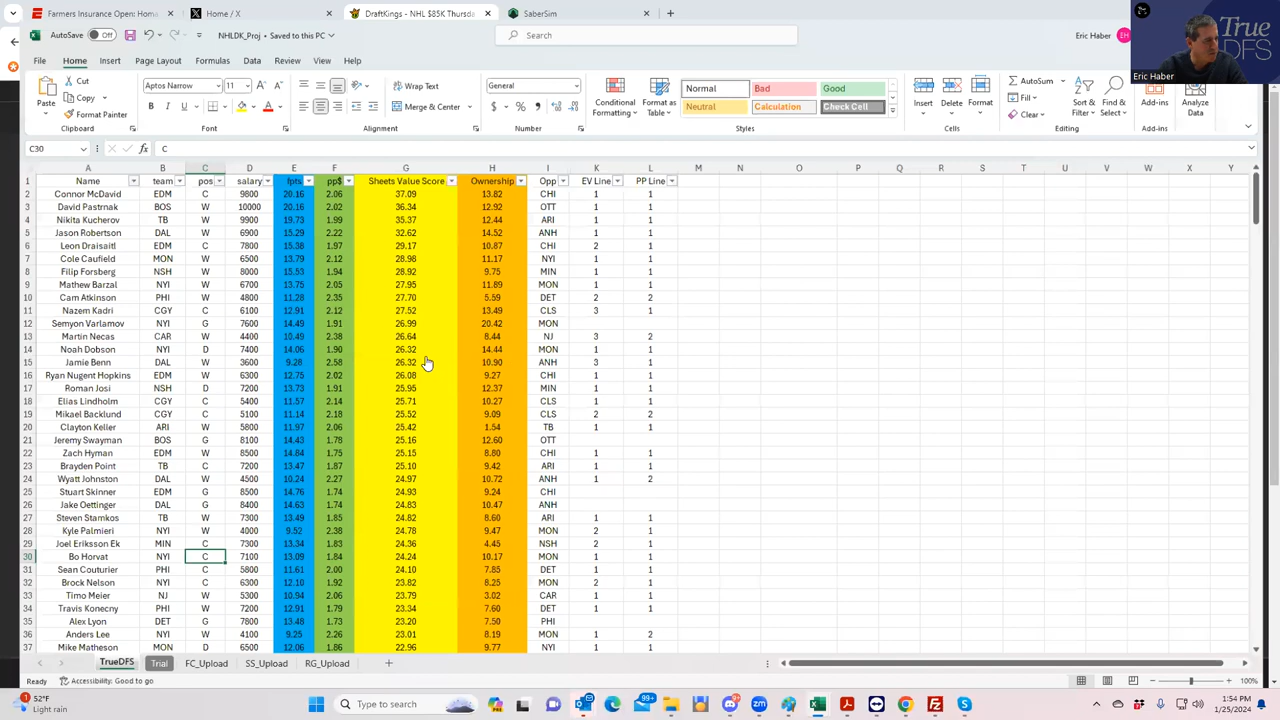 Farmers Insurance Open: Home
Home / X
DraftKings - NHL $85K Thursda
SaberSim
AutoSave Off
NHLDK_Proj • Saved to this PC
Search
Eric Haber EH
True DFS
Eric Haber
File Home Insert Page Layout Formulas Data Review View Help
Paste Cut Copy Format Painter Clipboard
Aptos Narrow 11 B I U Font
Wrap Text Merge & Center Alignment
General $ % Number
Conditional Formatting Format as Table
Normal Bad Good
Neutral Calculation Check Cell
Styles
Insert Delete Format Cells
AutoSum Fill Clear Sort & Filter Find & Select Editing
Add-ins Add-ins
Analyze Data
C30 C
A B C D E F G H I K L M N O P Q R S T U V W X Y
1 Name team pos salary fpts pp$ Sheets Value Score Ownership Opp EV Line PP Line
2 Connor McDavid EDM C 9800 20.16 2.06 37.09 13.82 CHI 1 1
3 David Pastrnak BOS W 10000 20.16 2.02 36.34 12.92 OTT 1 1
4 Nikita Kucherov TB W 9900 19.73 1.99 35.37 12.44 ARI 1 1
5 Jason Robertson DAL W 6900 15.29 2.22 32.62 14.52 ANH 1 1
6 Leon Draisaitl EDM C 7800 15.38 1.97 29.17 10.87 CHI 2 1
7 Cole Caufield MON W 6500 13.79 2.12 28.98 11.17 NYI 1 1
8 Filip Forsberg NSH W 8000 15.53 1.94 28.92 9.75 MIN 1 1
9 Mathew Barzal NYI W 6700 13.75 2.05 27.95 11.89 MON 1 1
10 Cam Atkinson PHI W 4800 11.28 2.35 27.70 5.59 DET 2 2
11 Nazem Kadri CGY C 6100 12.91 2.12 27.52 13.49 CLS 3 1
12 Semyon Varlamov NYI G 7600 14.49 1.91 26.99 20.42 MON
13 Martin Necas CAR W 4400 10.49 2.38 26.64 8.44 NJ 3 2
14 Noah Dobson NYI D 7400 14.06 1.90 26.32 14.44 MON 1 1
15 Jamie Benn DAL W 3600 9.28 2.58 26.32 10.90 ANH 3 1
16 Ryan Nugent Hopkins EDM W 6300 12.75 2.02 26.08 9.27 CHI 1 1
17 Roman Josi NSH D 7200 13.73 1.91 25.95 12.37 MIN 1 1
18 Elias Lindholm CGY C 5400 11.57 2.14 25.71 10.27 CLS 1 1
19 Mikael Backlund CGY C 5100 11.14 2.18 25.52 9.09 CLS 2 2
20 Clayton Keller ARI W 5800 11.97 2.06 25.42 1.54 TB 1 1
21 Jeremy Swayman BOS G 8100 14.43 1.78 25.16 12.60 OTT
22 Zach Hyman EDM W 8500 14.84 1.75 25.15 8.80 CHI 1 1
23 Brayden Point TB C 7200 13.47 1.87 25.10 9.42 ARI 1 1
24 Wyatt Johnston DAL W 4500 10.24 2.27 24.97 10.72 ANH 1 2
25 Stuart Skinner EDM G 8500 14.76 1.74 24.93 9.24 CHI
26 Jake Oettinger DAL G 8400 14.63 1.74 24.83 10.47 ANH
27 Steven Stamkos TB W 7300 13.49 1.85 24.82 8.60 ARI 1 1
28 Kyle Palmieri NYI W 4000 9.52 2.38 24.78 9.47 MON 2 1
29 Joel Eriksson Ek MIN C 7300 13.34 1.83 24.36 4.45 NSH 2 1
30 Bo Horvat NYI C 7100 13.09 1.84 24.24 10.17 MON 1 1
31 Sean Couturier PHI C 5800 11.61 2.00 24.10 7.85 DET 1 1
32 Brock Nelson NYI C 6300 12.10 1.92 23.82 8.25 MON 2 1
33 Timo Meier NJ W 5300 10.94 2.06 23.79 3.02 CAR 1 1
34 Travis Konecny PHI W 7200 12.91 1.79 23.34 7.60 DET 1 1
35 Alex Lyon DET G 7800 13.48 1.73 23.20 7.50 PHI
36 Anders Lee NYI W 4100 9.25 2.26 23.01 8.19 MON 1 2
37 Mike Matheson MON D 6500 12.06 1.86 22.96 9.77 NYI 1 1
TrueDFS Trial FC_Upload SS_Upload RG_Upload
Ready Accessibility: Good to go 100%
52°F
Light rain
Type here to search
99+
1:54 PM
1/25/2024